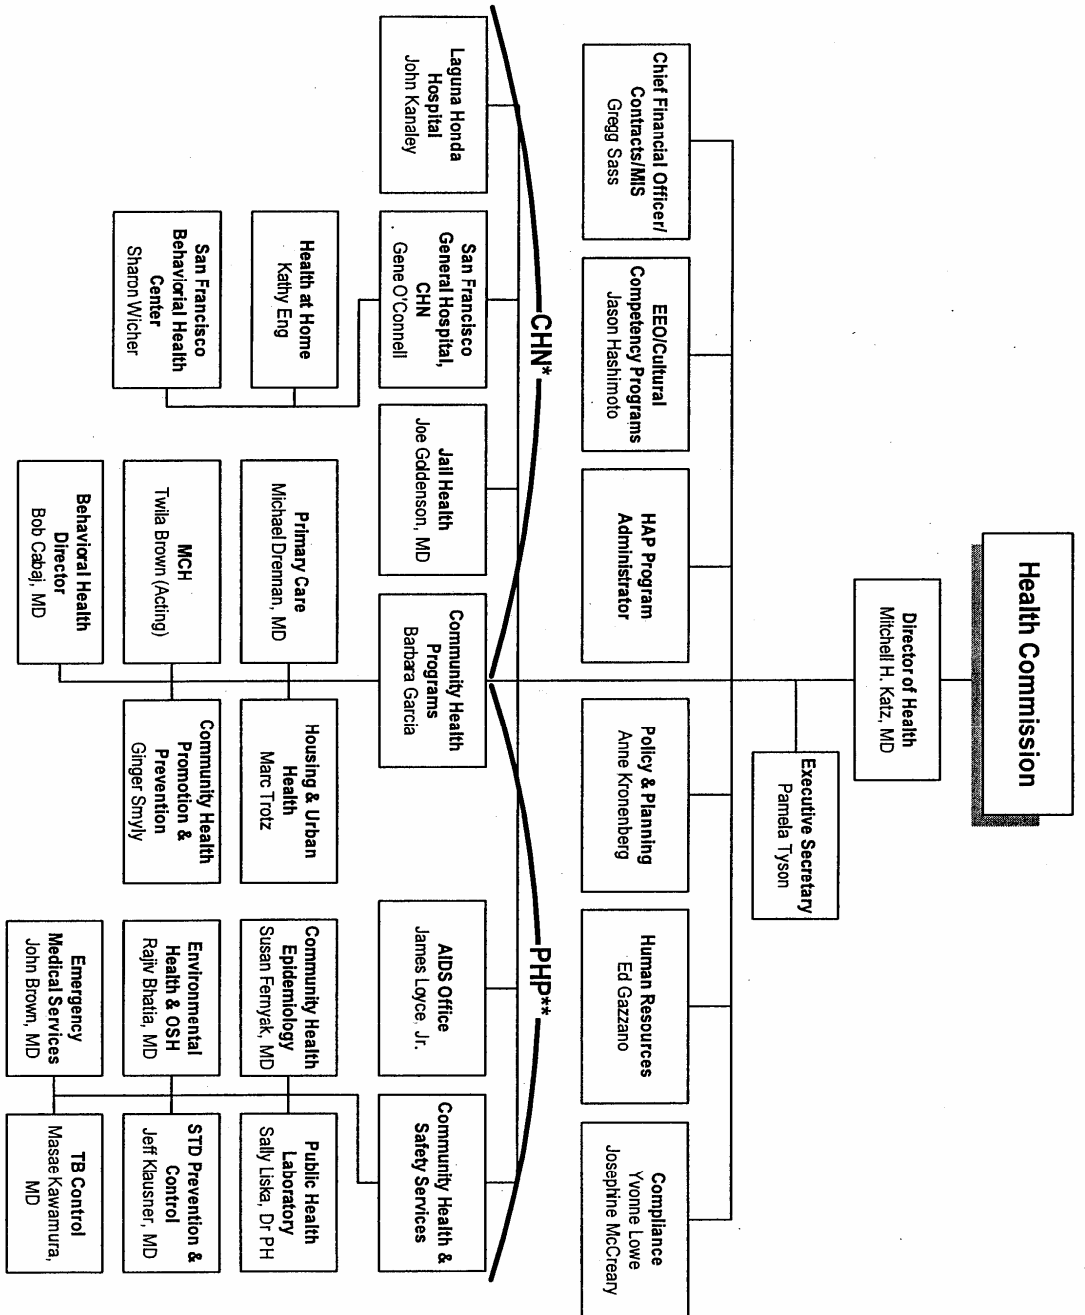 Health Commission
Director of Health
Mitchell H. Katz, MD
Executive Secretary
Pamela Tyson
Chief Financial Officer/
Contracts/MIS
Gregg Sass
EEO/Cultural
Competency Programs
Jason Hashimoto
HAP Program
Administrator
Policy & Planning
Anne Kronenberg
Human Resources
Ed Gazzano
Compliance
Yvonne Lowe
Josephine McCreary
CHN*
PHP**
Laguna Honda
Hospital
John Kanaley
San Francisco
General Hospital,
CHN
Gene O'Connell
Jail Health
Joe Goldenson, MD
Community Health
Programs
Barbara Garcia
AIDS Office
James Loyce, Jr.
Community Health &
Safety Services
Health at Home
Kathy Eng
San Francisco
Behaviorial Health
Center
Sharon Wicher
Primary Care
Michael Drennan, MD
Housing & Urban
Health
Marc Trotz
MCH
Twila Brown (Acting)
Community Health
Promotion &
Prevention
Ginger Smyly
Behavioral Health
Director
Bob Cabaj, MD
Community Health
Epidemiology
Susan Fernyak, MD
Public Health
Laboratory
Sally Liska, Dr PH
Environmental
Health & OSH
Rajiv Bhatia, MD
STD Prevention &
Control
Jeff Klausner, MD
Emergency
Medical Services
John Brown, MD
TB Control
Masae Kawamura,
MD